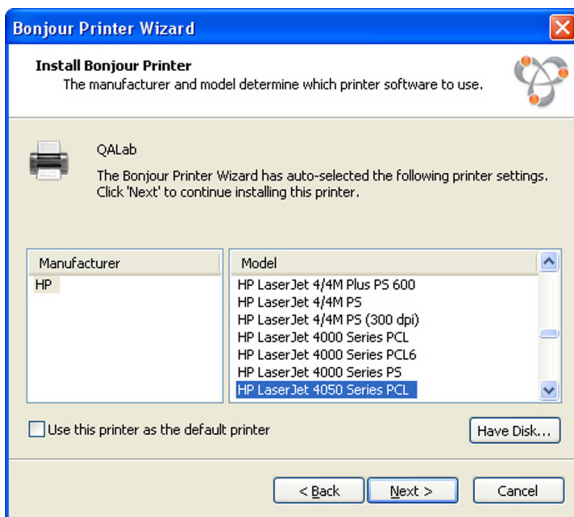 Bonjour Printer Wizard
Install Bonjour Printer
The manufacturer and model determine which printer software to use.
QALab
The Bonjour Printer Wizard has auto-selected the following printer settings.
Click 'Next' to continue installing this printer.
Manufacturer
HP
Model
HP LaserJet 4/4M Plus PS 600
HP LaserJet 4/4M PS
HP LaserJet 4/4M PS (300 dpi)
HP LaserJet 4000 Series PCL
HP LaserJet 4000 Series PCL6
HP LaserJet 4000 Series PS
HP LaserJet 4050 Series PCL
Use this printer as the default printer
Have Disk...
< Back
Next >
Cancel